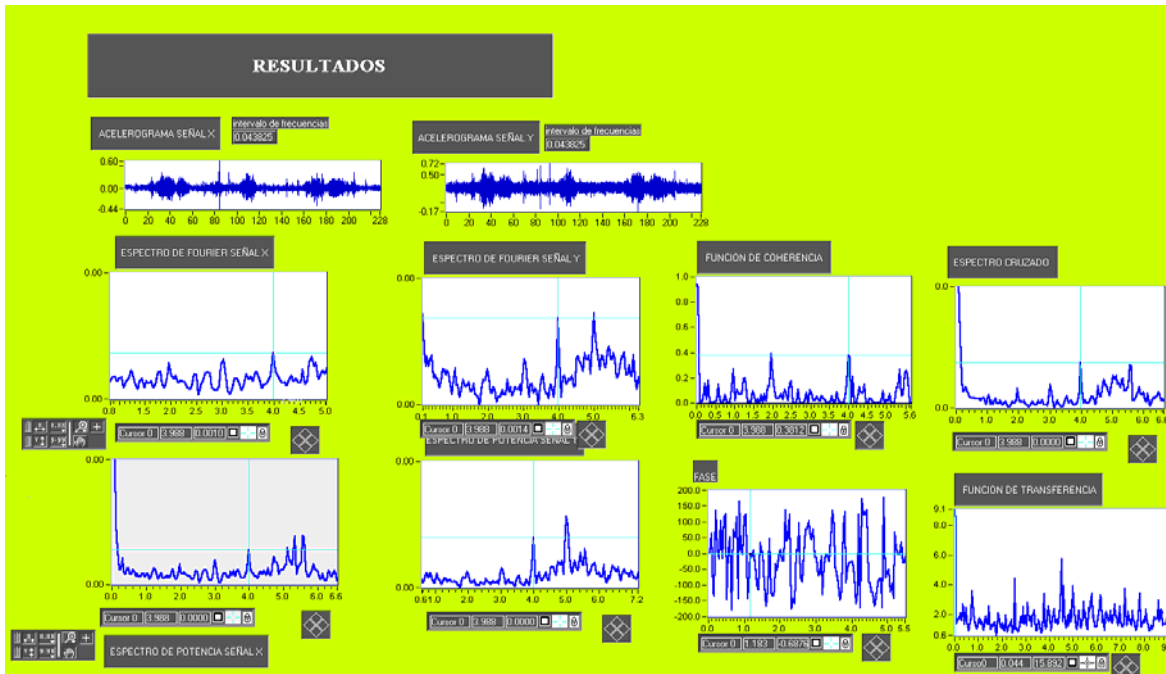 RESULTADOS
ACELEROGRAMA SEÑAL X
intervalo de frecuencias
0.043825
ACELEROGRAMA SEÑAL Y
intervalo de frecuencias
0.043825
0.60
0.00
-0.44
0 20 40 60 80 100 120 140 160 180 200 228
0.72
0.50
-0.17
0 20 40 60 80 100 120 140 160 180 200 228
ESPECTRO DE FOURIER SEÑAL X
0.00
0.00
0.8 1.5 2.0 2.5 3.0 3.5 4.0 4.5 5.0
Cursor 0 3.988 0.0010
ESPECTRO DE FOURIER SEÑAL Y
0.00
0.00
0.0 1.0 2.0 3.0 4.0 5.0 6.3
Cursor 0 3.988 0.0014
FUNCION DE COHERENCIA
1.0
0.8
0.6
0.4
0.2
0.0
0.0 0.5 1.0 1.5 2.0 2.5 3.0 3.5 4.0 4.5 5.0 5.6
Cursor 0 3.988 0.3812
ESPECTRO CRUZADO
0.0
0.0
0.0 1.0 2.0 3.0 4.0 5.0 6.0
Cursor 0 3.988 0.0000
0.00
0.00
0.0 1.0 2.0 3.0 4.0 5.0 6.0 6.6
Cursor 0 3.988 0.0000
ESPECTRO DE POTENCIA SEÑAL X
ESPECTRO DE POTENCIA SEÑAL Y
0.00
0.00
2.0 3.0 4.0 5.0 6.0 7.2
Cursor 0 3.988 0.0000
FASE
200.0
150.0
100.0
50.0
0.0
-50.0
-100.0
-150.0
-200.0
0.0 1.0 2.0 3.0 4.0 5.5
Cursor 0 1.183 -0.6876
FUNCION DE TRANSFERENCIA
9.1
8.0
6.0
4.0
2.0
0.6
0.0 1.0 2.0 3.0 4.0 5.0 6.0 7.0 8.0
Curso0 0.044 15.892